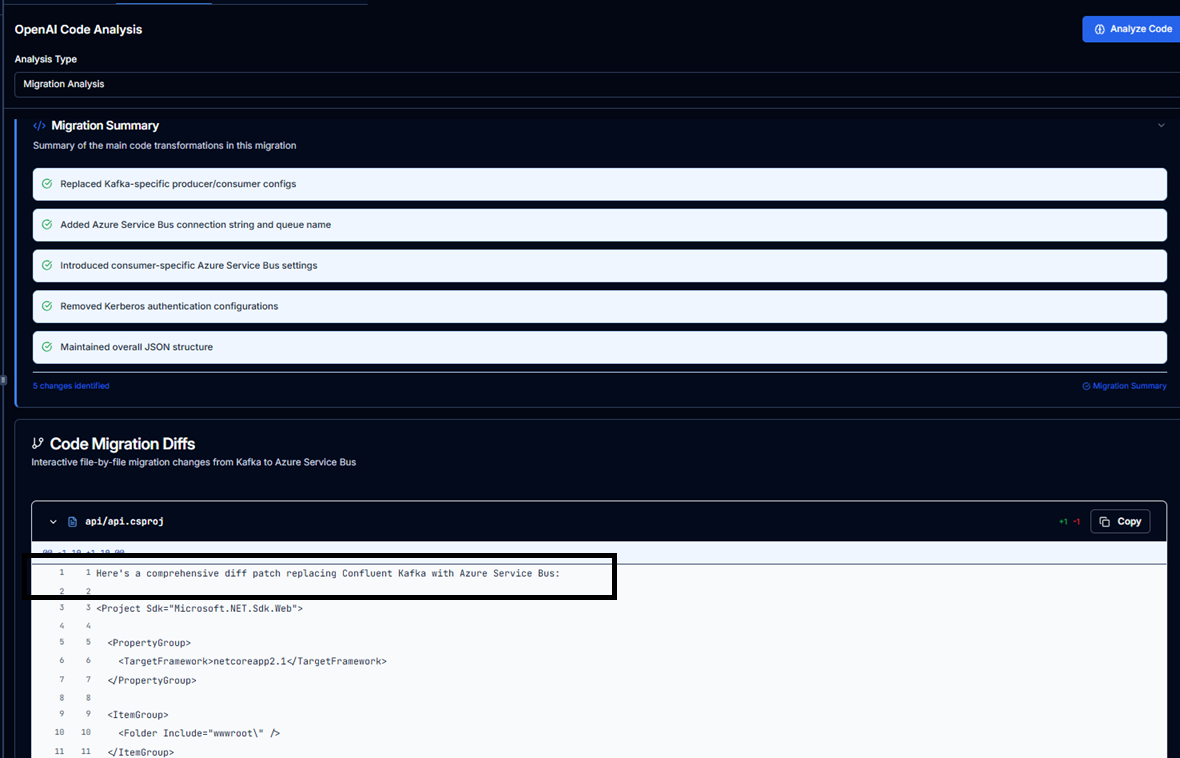 OpenAI Code Analysis
Analyze Code
Analysis Type
Migration Analysis
</> Migration Summary
Summary of the main code transformations in this migration
Replaced Kafka-specific producer/consumer configs
Added Azure Service Bus connection string and queue name
Introduced consumer-specific Azure Service Bus settings
Removed Kerberos authentication configurations
Maintained overall JSON structure
5 changes identified
Migration Summary
Code Migration Diffs
Interactive file-by-file migration changes from Kafka to Azure Service Bus
api/api.csproj
+1 -1 Copy
1 1 Here's a comprehensive diff patch replacing Confluent Kafka with Azure Service Bus:
2 2
3 3 <Project Sdk="Microsoft.NET.Sdk.Web">
4 4
5 5 <PropertyGroup>
6 6 <TargetFramework>netcoreapp2.1</TargetFramework>
7 7 </PropertyGroup>
8 8
9 9 <ItemGroup>
10 10 <Folder Include="wwwroot\" />
11 11 </ItemGroup>